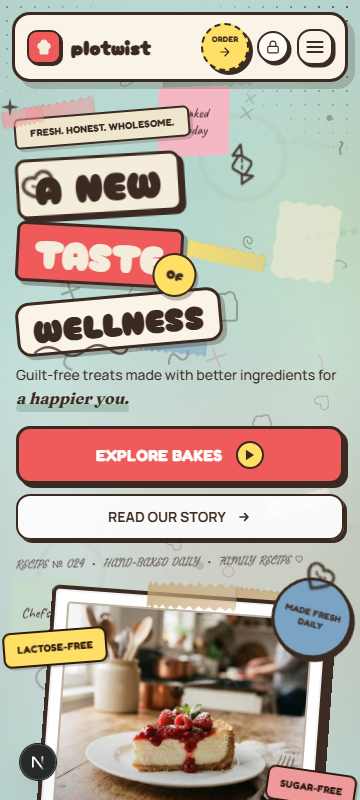 plotwist
ORDER
FRESH. HONEST. WHOLESOME.
A NEW
TASTE
OF
WELLNESS
Guilt-free treats made with better ingredients for
a happier you.
EXPLORE BAKES
READ OUR STORY
RECIPE № 024 • HAND-BAKED DAILY • FAMILY RECIPE ♡
Chef's
MADE FRESH
DAILY
LACTOSE-FREE
N
SUGAR-FREE